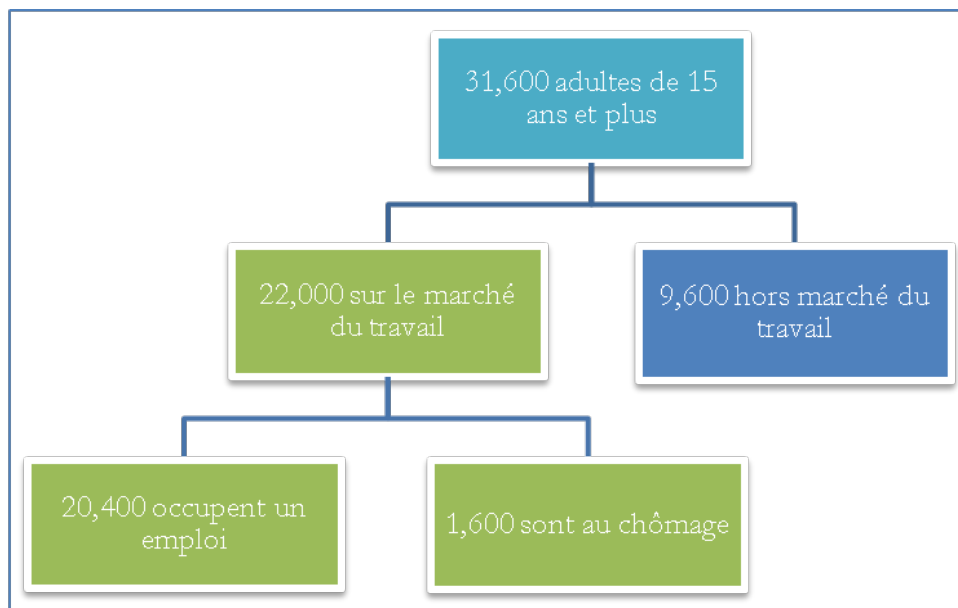 31,600 adultes de 15
ans et plus
22,000 sur le marché
du travail
9,600 hors marché du
travail
20,400 occupent un
emploi
1,600 sont au chômage